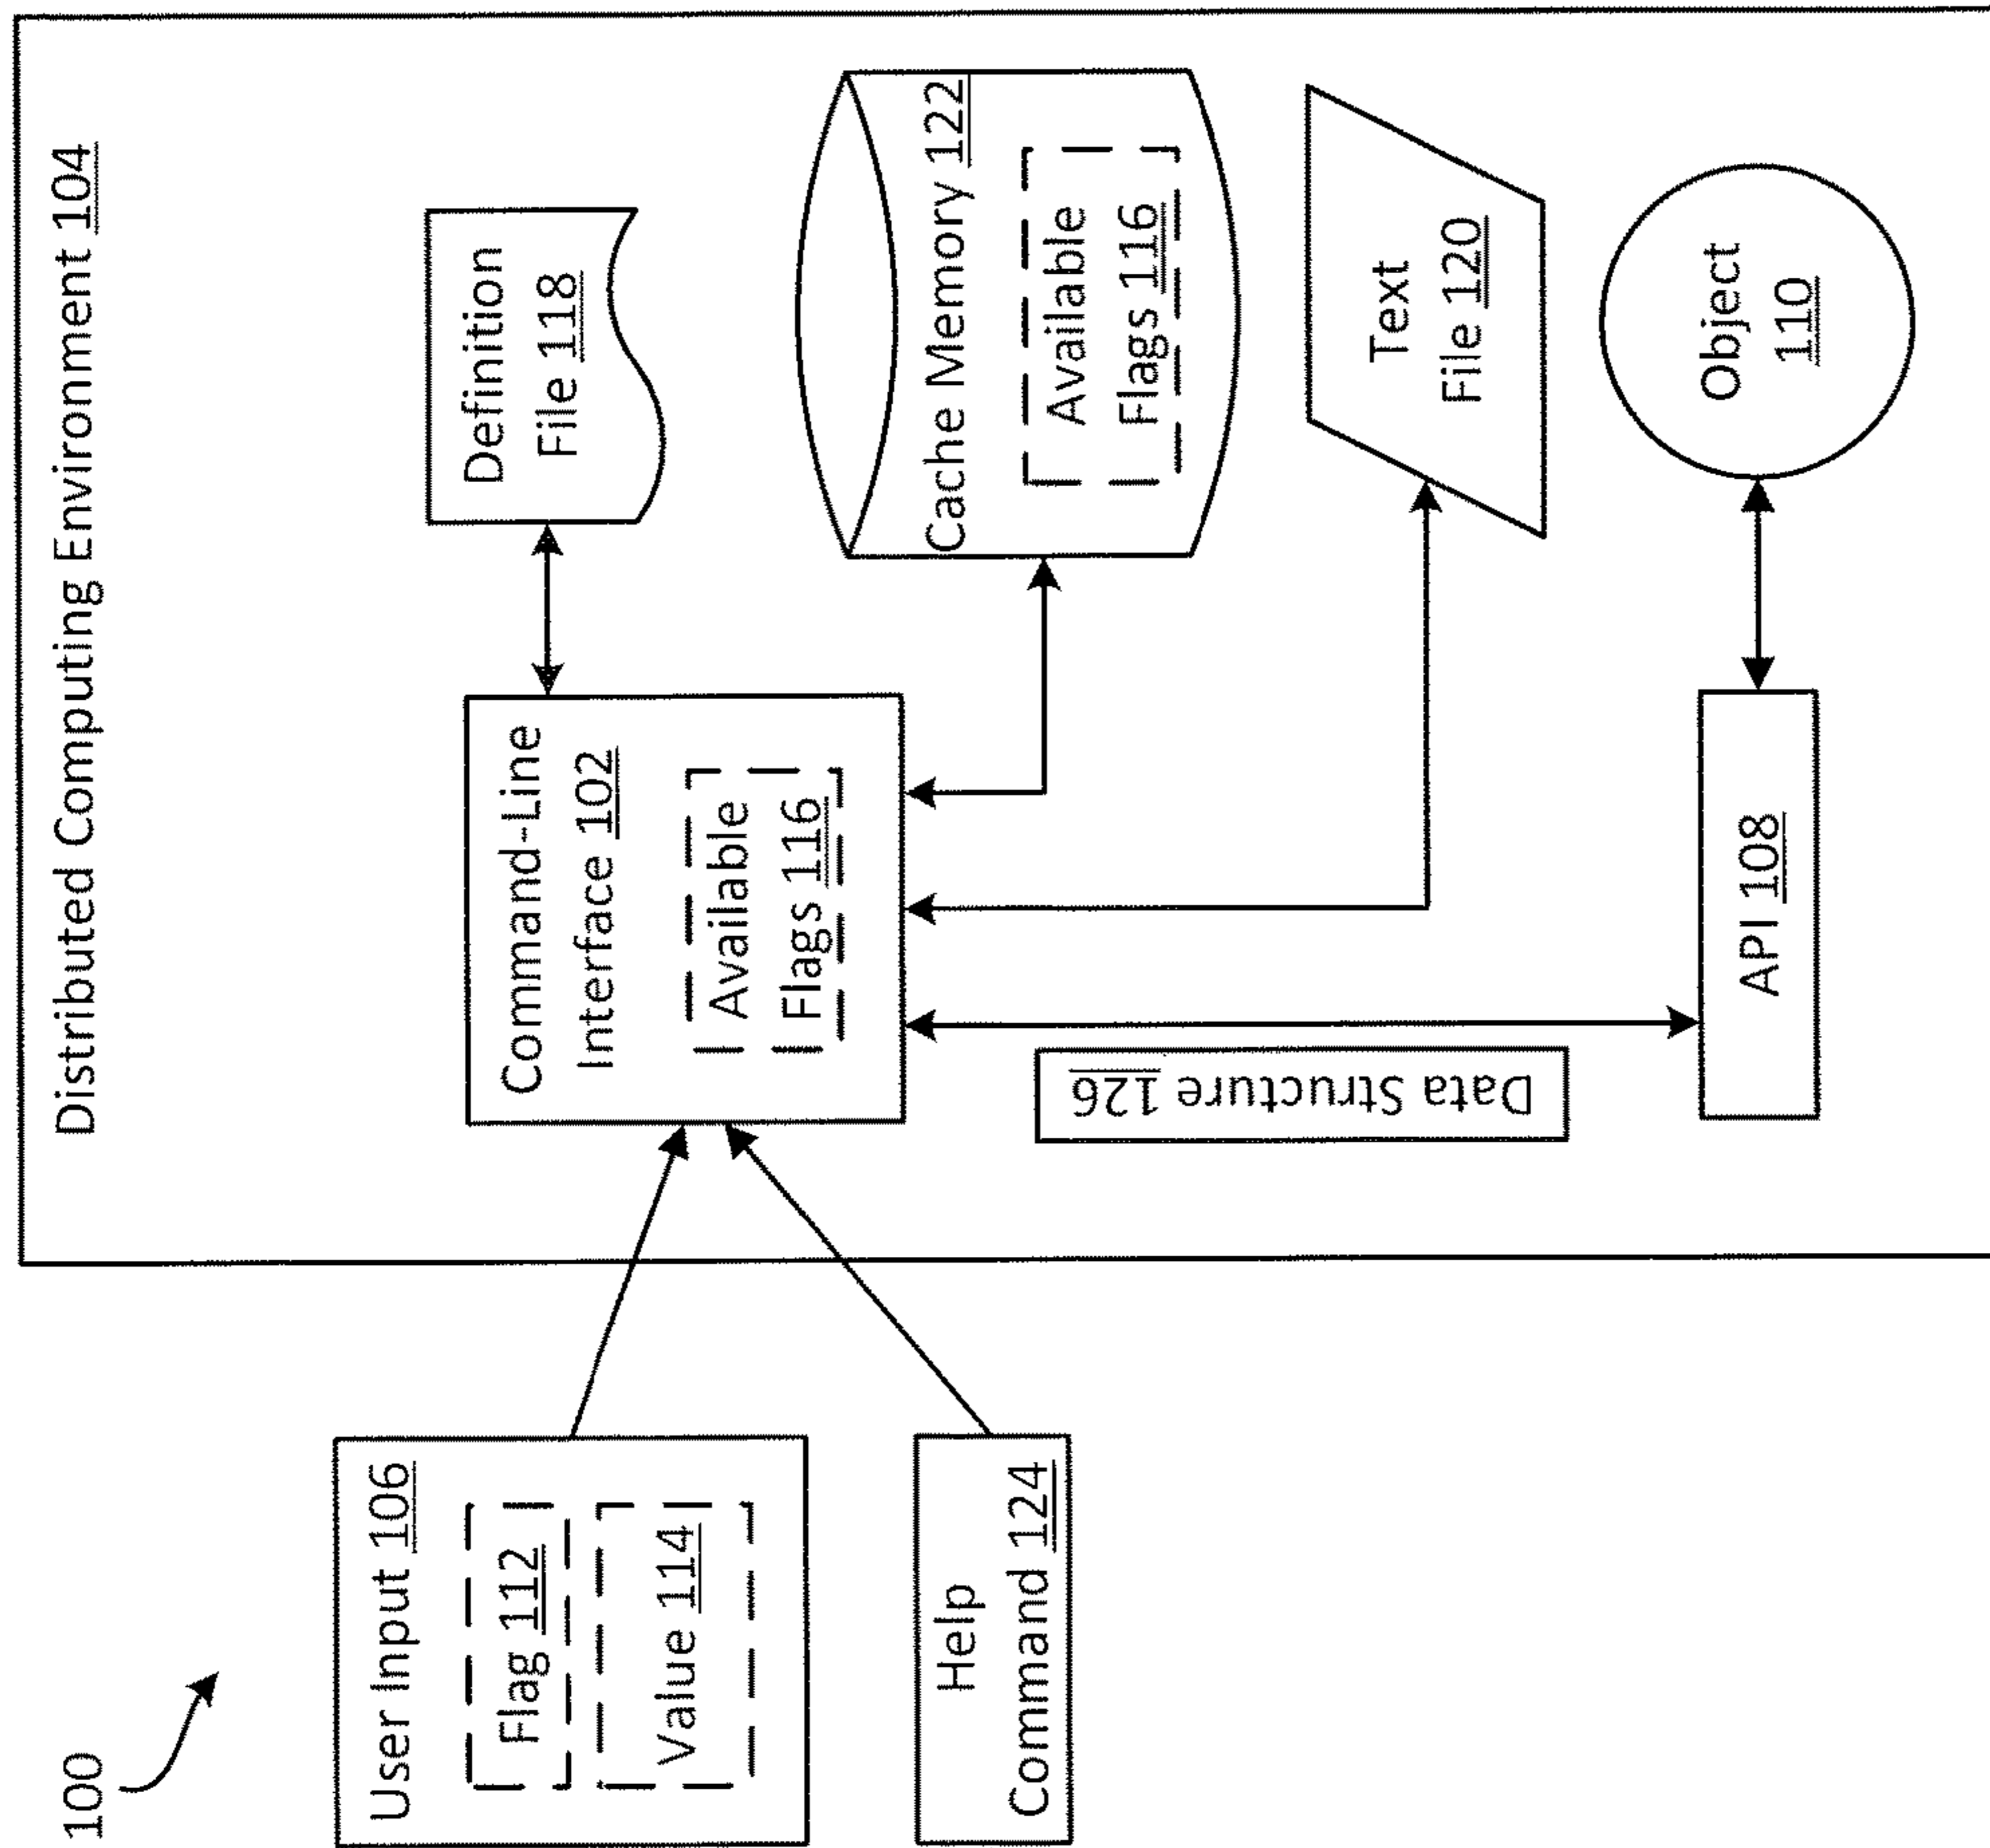 100
Distributed Computing Environment 104
User Input 106
Flag 112
Value 114
Help
Command 124
Command-Line
Interface 102
Available
Flags 116
Definition
File 118
Cache Memory 122
Available
Flags 116
Text
File 120
Data Structure 126
API 108
Object
110